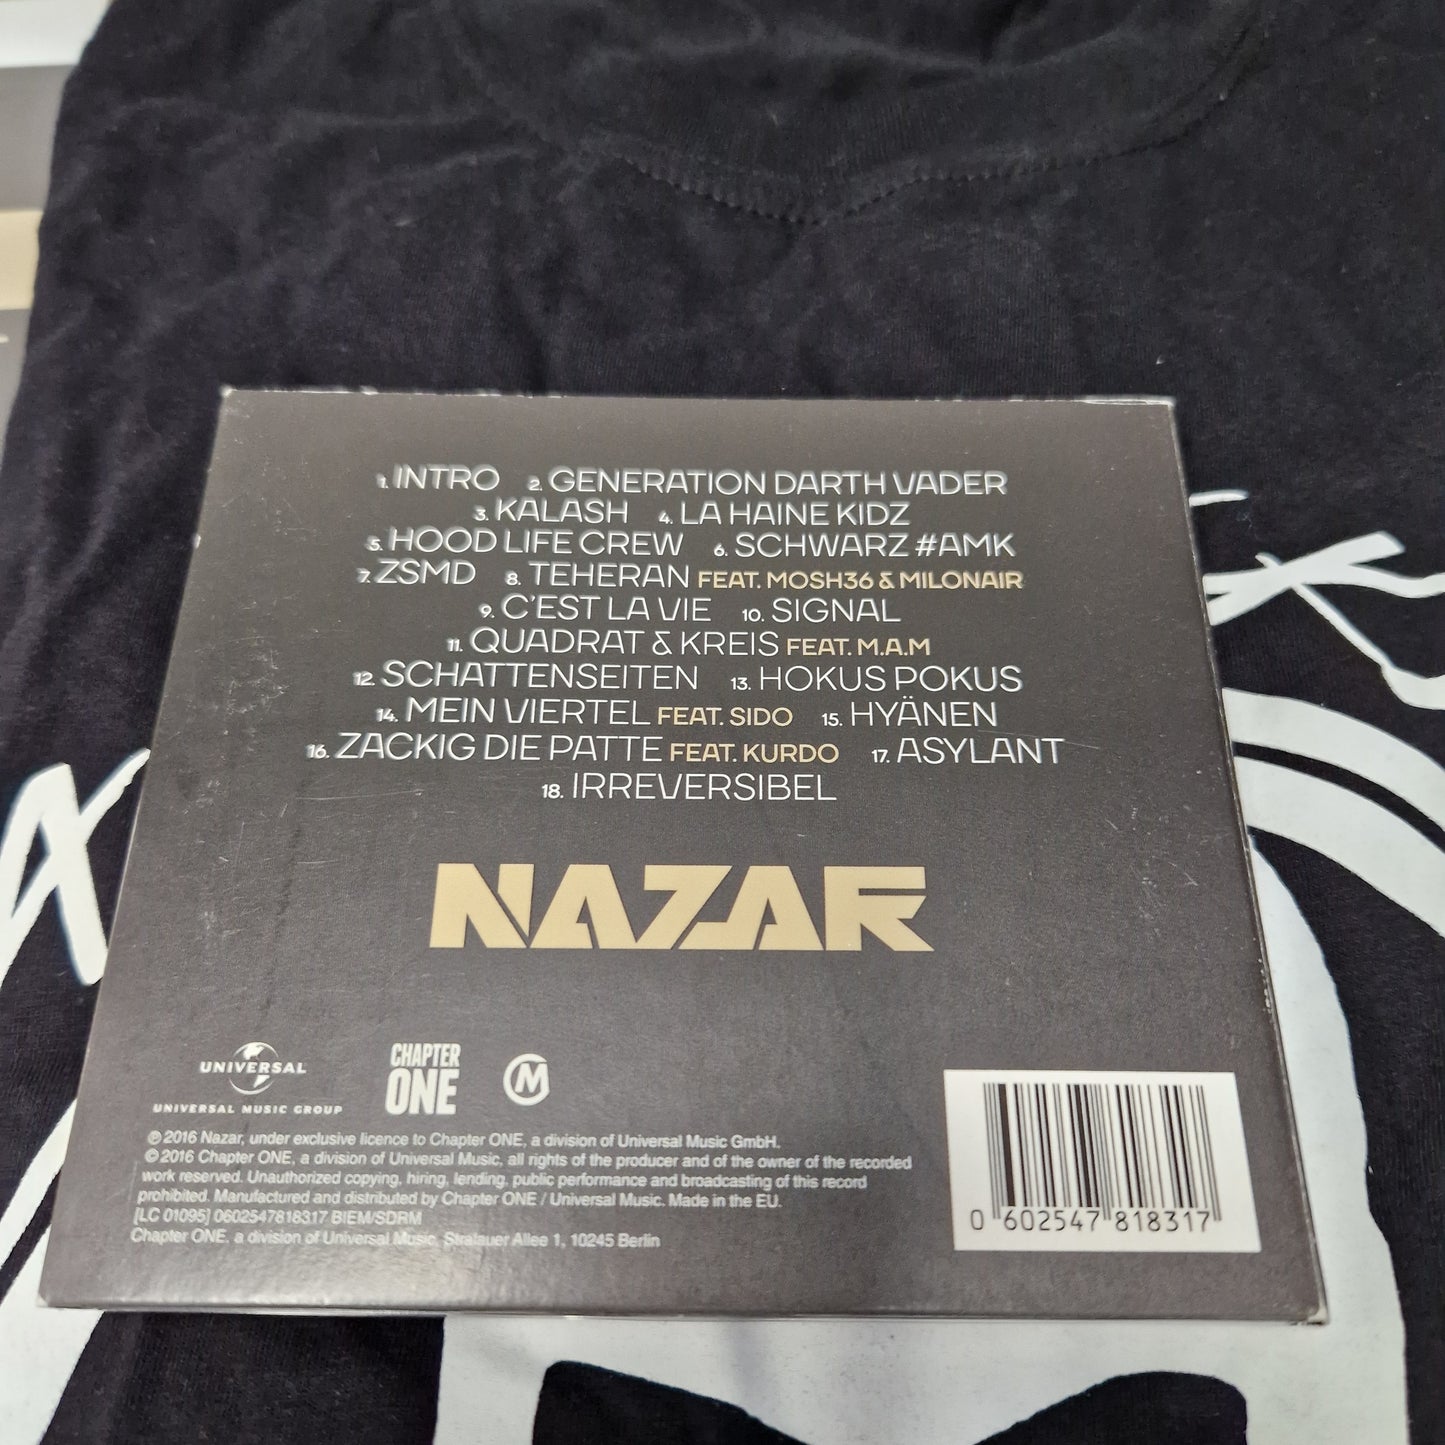 1. INTRO 2. GENERATION DARTH VADER
3. KALASH 4. LA HAINE KIDZ
5. HOOD LIFE CREW 6. SCHWARZ #AMK
7. ZSMD 8. TEHERAN FEAT. MOSH36 & MILONAIR
9. C'EST LA VIE 10. SIGNAL
11. QUADRAT & KREIS FEAT. M.A.M
12. SCHATTENSEITEN 13. HOKUS POKUS
14. MEIN VIERTEL FEAT. SIDO 15. HYÄNEN
16. ZACKIG DIE PATTE FEAT. KURDO 17. ASYLANT
18. IRREVERSIBEL
NAZAR
UNIVERSAL
UNIVERSAL MUSIC GROUP
CHAPTER
ONE
M
℗ 2016 Nazar, under exclusive licence to Chapter ONE, a division of Universal Music GmbH.
© 2016 Chapter ONE, a division of Universal Music, all rights of the producer and of the owner of the recorded
work reserved. Unauthorized copying, hiring, lending, public performance and broadcasting of this record
prohibited. Manufactured and distributed by Chapter ONE / Universal Music. Made in the EU.
[LC 01095] 0602547818317 BIEM/SDRM
Chapter ONE, a division of Universal Music, Stralauer Allee 1, 10245 Berlin
0 602547 818317